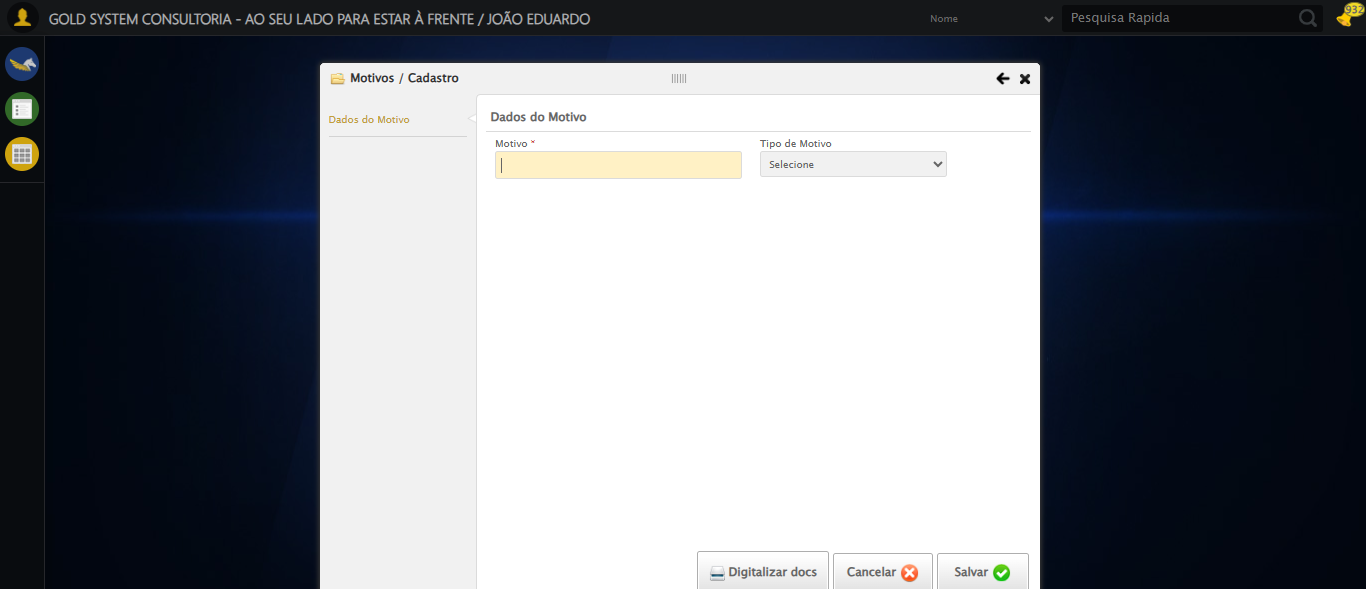 GOLD SYSTEM CONSULTORIA - AO SEU LADO PARA ESTAR À FRENTE / JOÃO EDUARDO
Nome
Pesquisa Rapida
932
Motivos / Cadastro
Dados do Motivo
Dados do Motivo
Motivo *
Tipo de Motivo
Selecione
Digitalizar docs
Cancelar
Salvar